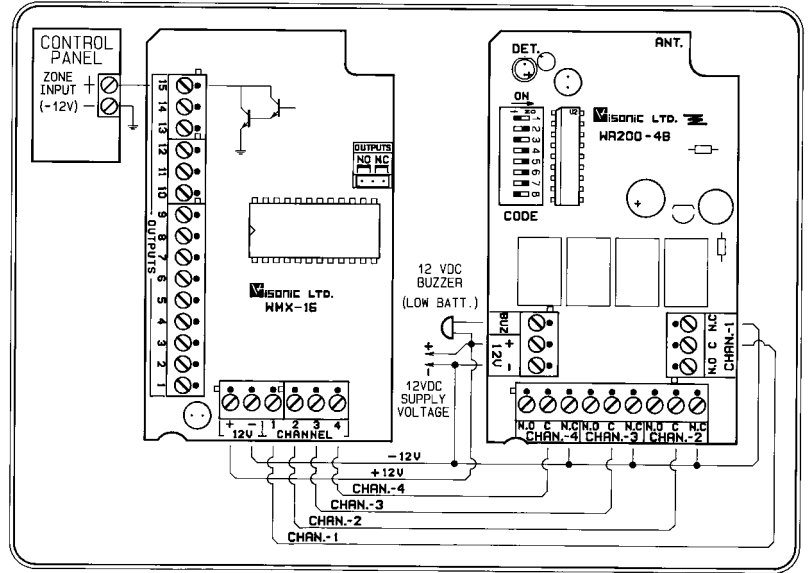 CONTROL
PANEL
ZONE
INPUT +
(-12V) -
15
14
13
12
11
10
9
8
7
6
5
4
3
2
1
OUTPUTS
OUTPUTS
NO NC
Visonic LTD.
WMX-16
+ - 1 2 3 4
12V CHANNEL
DET.
ANT.
ON
1
2
3
4
5
6
7
8
CODE
U2
Visonic LTD.
WR200-4B
12 VDC
BUZZER
(LOW BATT.)
+
-
12VDC
SUPPLY
VOLTAGE
BUZ
+
-
12V
N.C
C
N.O
CHAN.-1
N.O C N.C N.O C N.C N.O C N.C
CHAN.-4 CHAN.-3 CHAN.-2
-12V
+12V
CHAN.-4
CHAN.-3
CHAN.-2
CHAN.-1